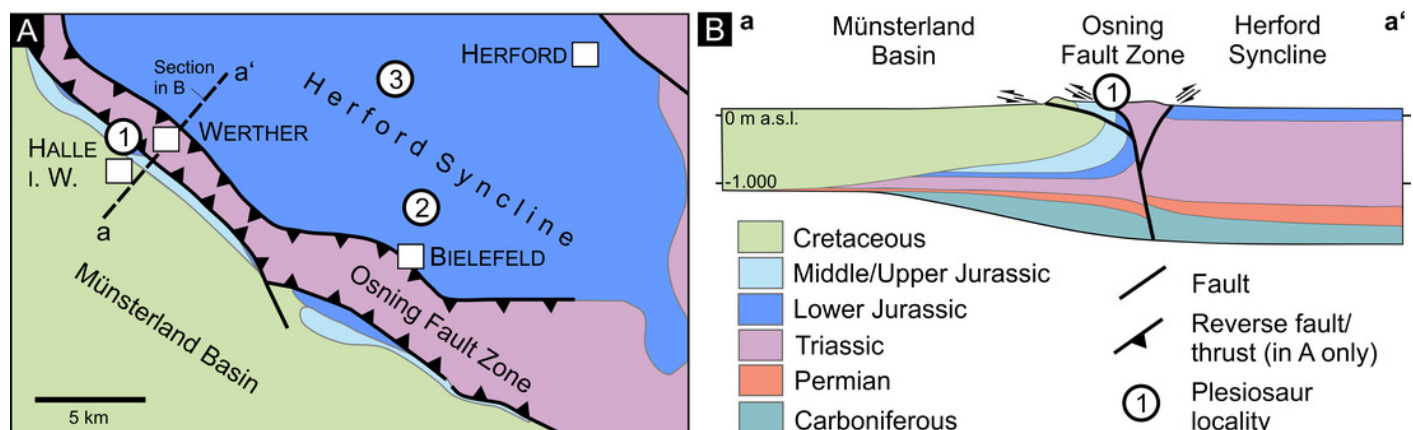 A
Section
in B
a‘
HERFORD
3
Herford Syncline
1
WERTHER
HALLE
I. W.
a
2
BIELEFELD
Osning Fault Zone
Münsterland Basin
5 km
B
a
Münsterland
Basin
Osning
Fault Zone
Herford
Syncline
a‘
1
0 m a.s.l.
-1.000
Cretaceous
Middle/Upper Jurassic
Lower Jurassic
Triassic
Permian
Carboniferous
Fault
Reverse fault/
thrust (in A only)
1
Plesiosaur
locality